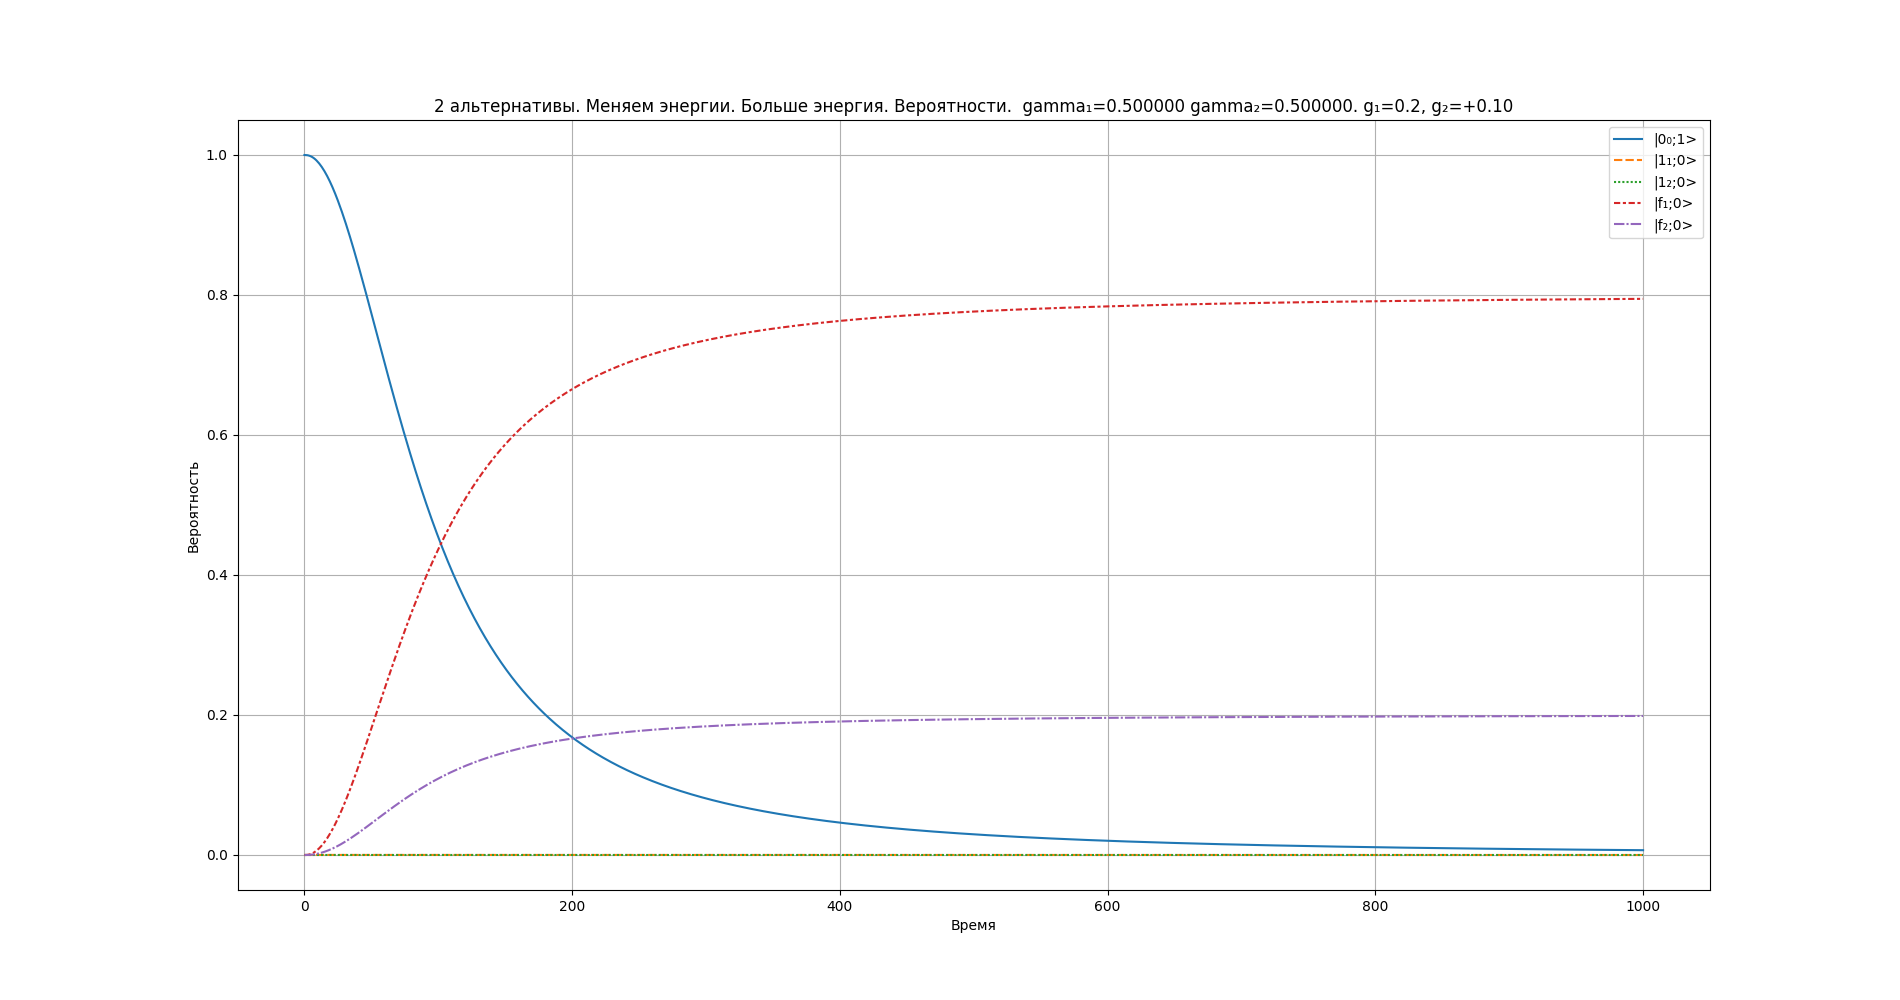 2 альтернативы. Меняем энергии. Больше энергия. Вероятности.  gamma₁=0.500000 gamma₂=0.500000. g₁=0.2, g₂=+0.10
|0₀;1>
|1₁;0>
|1₂;0>
|f₁;0>
|f₂;0>
1.0
0.8
0.6
0.4
0.2
0.0
Вероятность
0 200 400 600 800 1000
Время